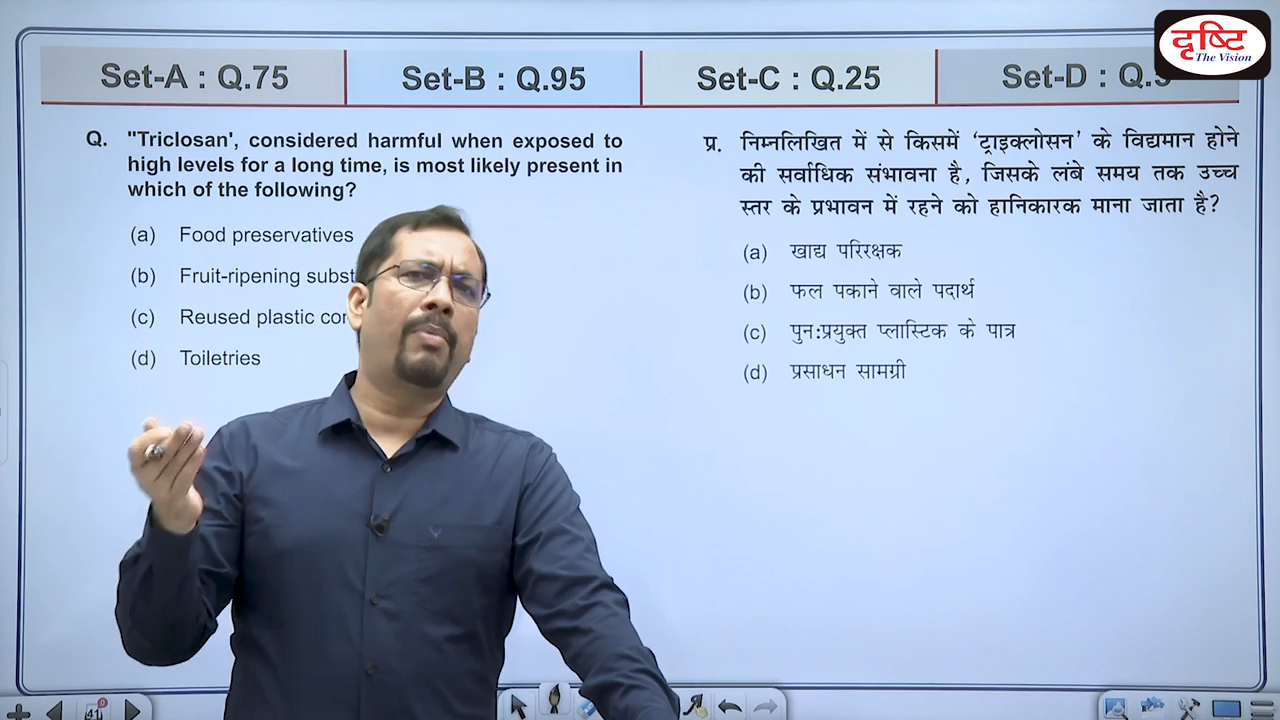 दृष्टि
The Vision
Set-A : Q.75
Set-B : Q.95
Set-C : Q.25
Set-D :
Q. "Triclosan', considered harmful when exposed to
high levels for a long time, is most likely present in
which of the following?
(a) Food preservatives
(b) Fruit-ripening
(c) Reused plastic
(d) Toiletries
प्र. निम्नलिखित में से किसमें ‘ट्राइक्लोसन’ के विद्यमान होने
की सर्वाधिक संभावना है, जिसके लंबे समय तक उच्च
स्तर के प्रभावन में रहने को हानिकारक माना जाता है?
(a) खाद्य परिरक्षक
(b) फल पकाने वाले पदार्थ
(c) पुन:प्रयुक्त प्लास्टिक के पात्र
(d) प्रसाधन सामग्री
41